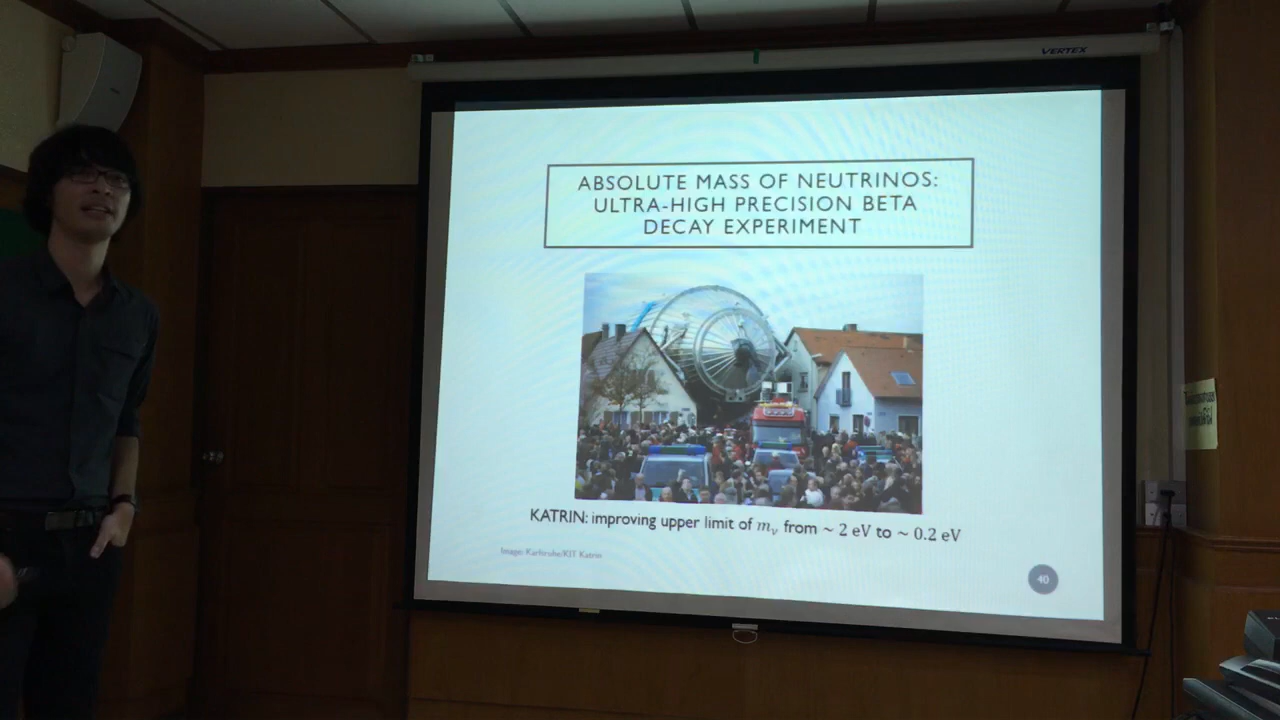 VERTEX
ABSOLUTE MASS OF NEUTRINOS:
ULTRA-HIGH PRECISION BETA
DECAY EXPERIMENT
KATRIN: improving upper limit of mᵥ from ~ 2 eV to ~ 0.2 eV
Image: Karlsruhe/KIT Katrin
40